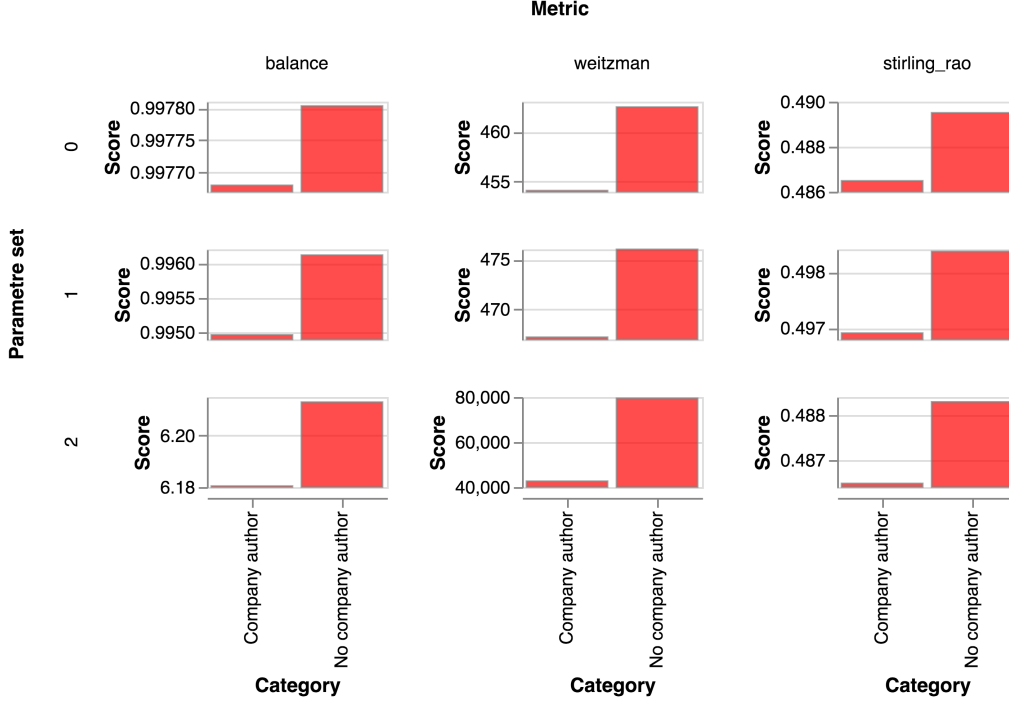 Metric
balance weitzman stirling_rao
Parametre set
0
Score
0.99780
0.99775
0.99770
Score
460
455
Score
0.490
0.488
0.486
1
Score
0.9960
0.9955
0.9950
Score
475
470
Score
0.498
0.497
2
Score
6.20
6.18
Score
80,000
60,000
40,000
Score
0.488
0.487
Company author
No company author
Company author
No company author
Company author
No company author
Category Category Category